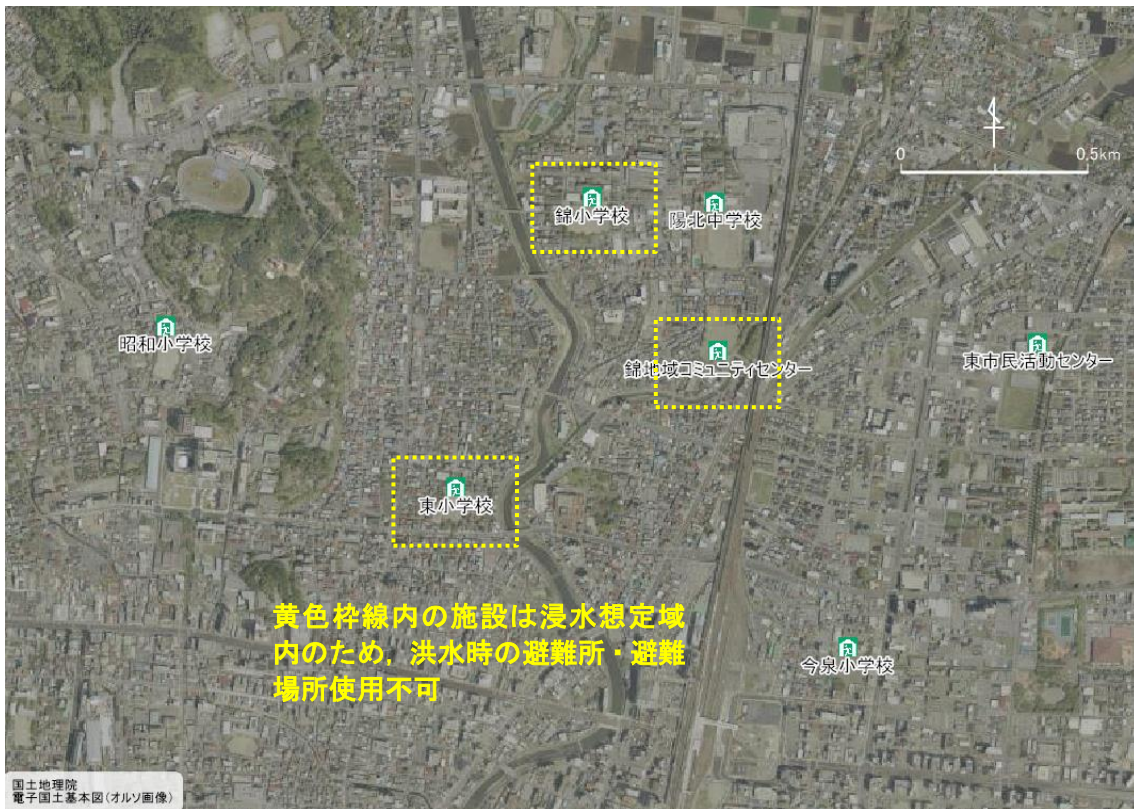 0
0.5km
錦小学校
陽北中学校
昭和小学校
錦地域コミュニティセンター
東市民活動センター
東小学校
黄色枠線内の施設は浸水想定域
内のため，洪水時の避難所・避難
場所使用不可
今泉小学校
国土地理院
電子国土基本図(オルソ画像)